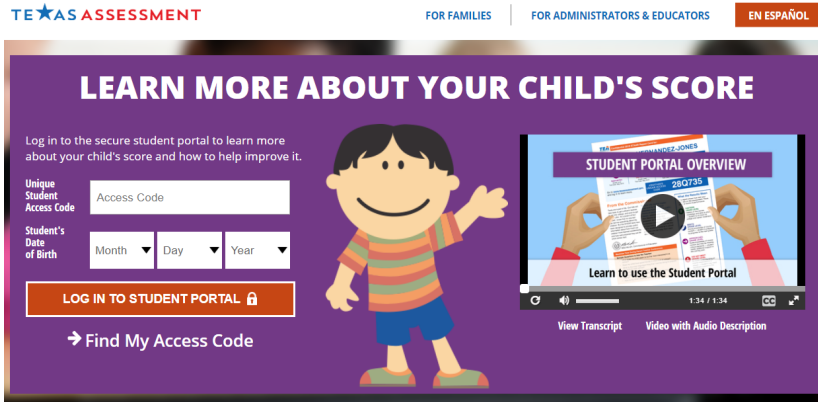 TEXAS ASSESSMENT
FOR FAMILIES
FOR ADMINISTRATORS & EDUCATORS
EN ESPAÑOL
LEARN MORE ABOUT YOUR CHILD'S SCORE
Log in to the secure student portal to learn more
about your child's score and how to help improve it.
Unique
Student
Access Code
Access Code
Student's
Date
of Birth
Month
Day
Year
LOG IN TO STUDENT PORTAL
Find My Access Code
STUDENT PORTAL OVERVIEW
28Q735
Learn to use the Student Portal
1:34 / 1:34
CC
View Transcript
Video with Audio Description